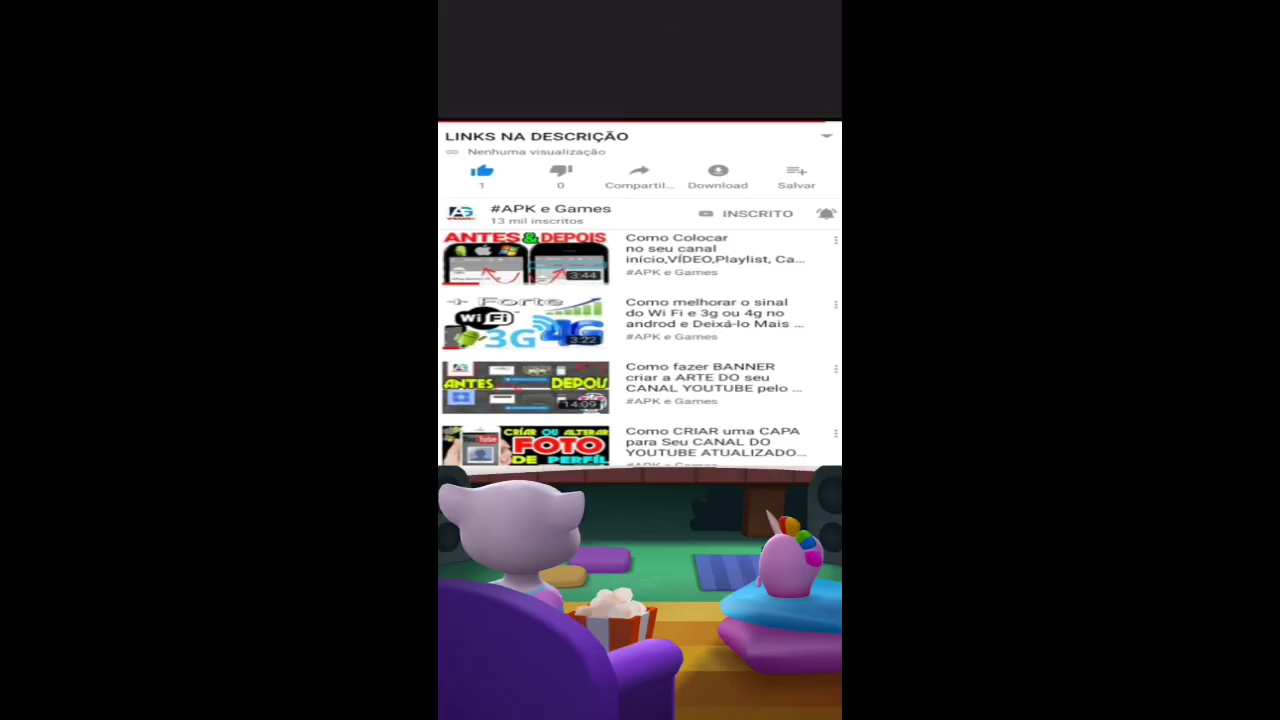 LINKS NA DESCRIÇÃO
Nenhuma visualização
1
0
Compartil...
Download
Salvar
#APK e Games
13 mil inscritos
INSCRITO
ANTES & DEPOIS
3:44
Como Colocar
no seu canal
início,VÍDEO,Playlist, Ca...
#APK e Games
+ Forte
Wi Fi
3G 4G
3:22
Como melhorar o sinal
do Wi Fi e 3g ou 4g no
androd e Deixá-lo Mais ...
#APK e Games
ANTES DEPOIS
14:09
Como fazer BANNER
criar a ARTE DO seu
CANAL YOUTUBE pelo ...
#APK e Games
CRIAR OU ALTERAR
YouTube
FOTO
DE PERFIL
Como CRIAR uma CAPA
para Seu CANAL DO
YOUTUBE ATUALIZADO...
#APK e Games